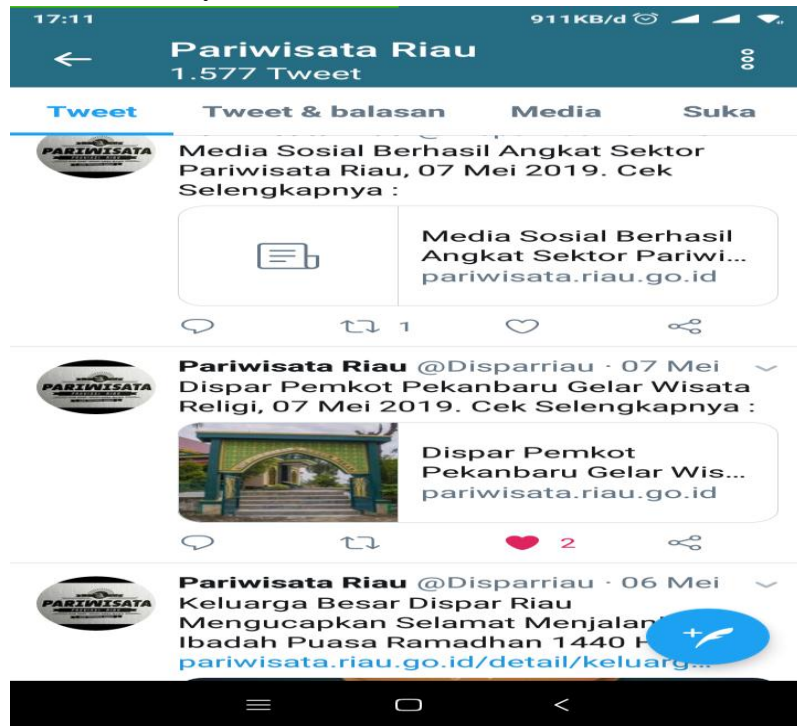 17:11
911KB/d
Pariwisata Riau
1.577 Tweet
Tweet
Tweet & balasan
Media
Suka
PARIWISATA
Media Sosial Berhasil Angkat Sektor
Pariwisata Riau, 07 Mei 2019. Cek
Selengkapnya :
Media Sosial Berhasil
Angkat Sektor Pariwi...
pariwisata.riau.go.id
1
PARIWISATA
Pariwisata Riau @Disparriau · 07 Mei
Dispar Pemkot Pekanbaru Gelar Wisata
Religi, 07 Mei 2019. Cek Selengkapnya :
Dispar Pemkot
Pekanbaru Gelar Wis...
pariwisata.riau.go.id
2
PARIWISATA
Pariwisata Riau @Disparriau · 06 Mei
Keluarga Besar Dispar Riau
Mengucapkan Selamat
Ibadah Puasa Ramadhan 1440 H
pariwisata.riau.go.id/detail/keluarg...